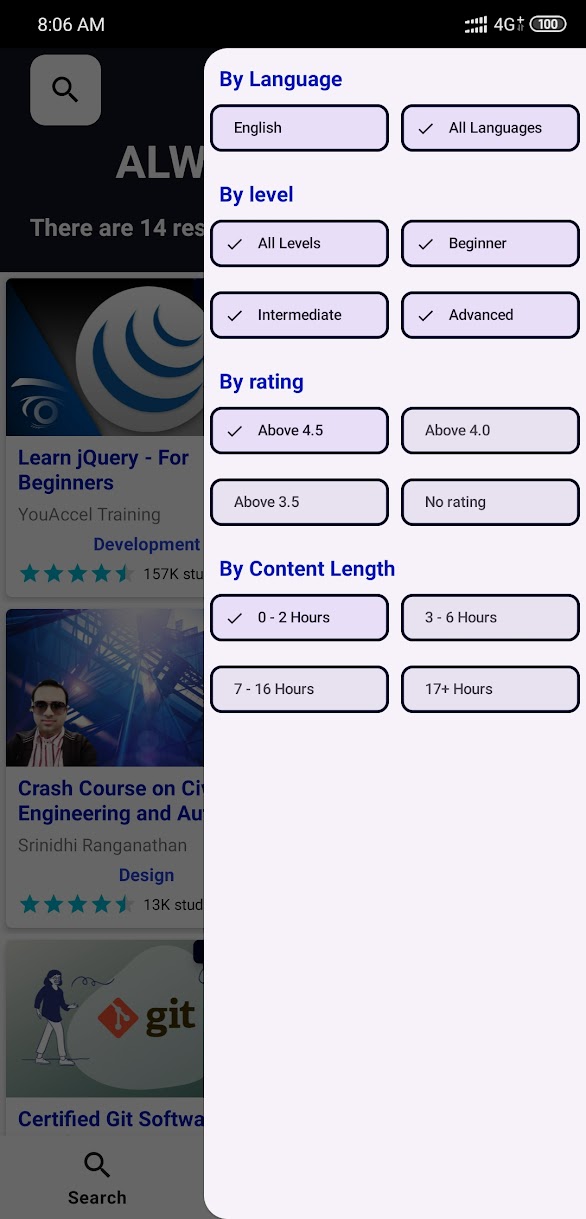 8:06 AM 4G+ 100
ALW
There are 14 res
By Language
English
All Languages
By level
All Levels
Beginner
Intermediate
Advanced
By rating
Above 4.5
Above 4.0
Above 3.5
No rating
By Content Length
0 - 2 Hours
3 - 6 Hours
7 - 16 Hours
17+ Hours
Learn jQuery - For
Beginners
YouAccel Training
Development
157K stu
Crash Course on Civ
Engineering and Au
Srinidhi Ranganathan
Design
13K stud
git
Certified Git Softwa
Search